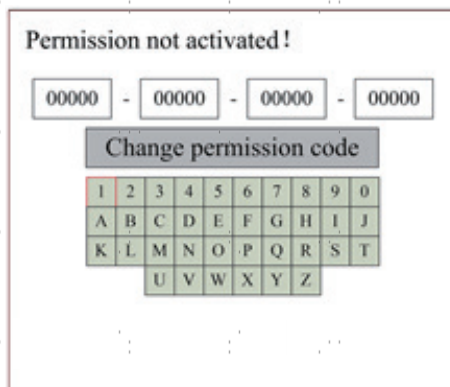 Permission not activated!
00000 - 00000 - 00000 - 00000
Change permission code
1 2 3 4 5 6 7 8 9 0
A B C D E F G H I J
K L M N O P Q R S T
U V W X Y Z